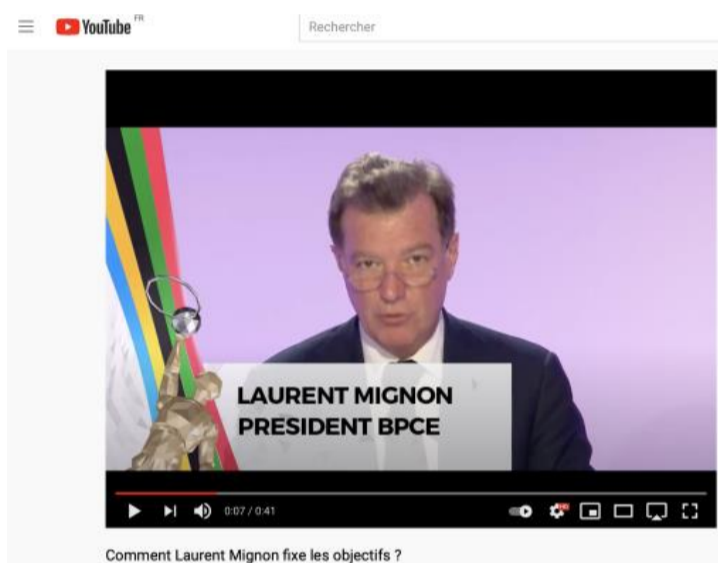 YouTube FR
Rechercher
LAURENT MIGNON
PRESIDENT BPCE
0:07 / 0:41
Comment Laurent Mignon fixe les objectifs ?